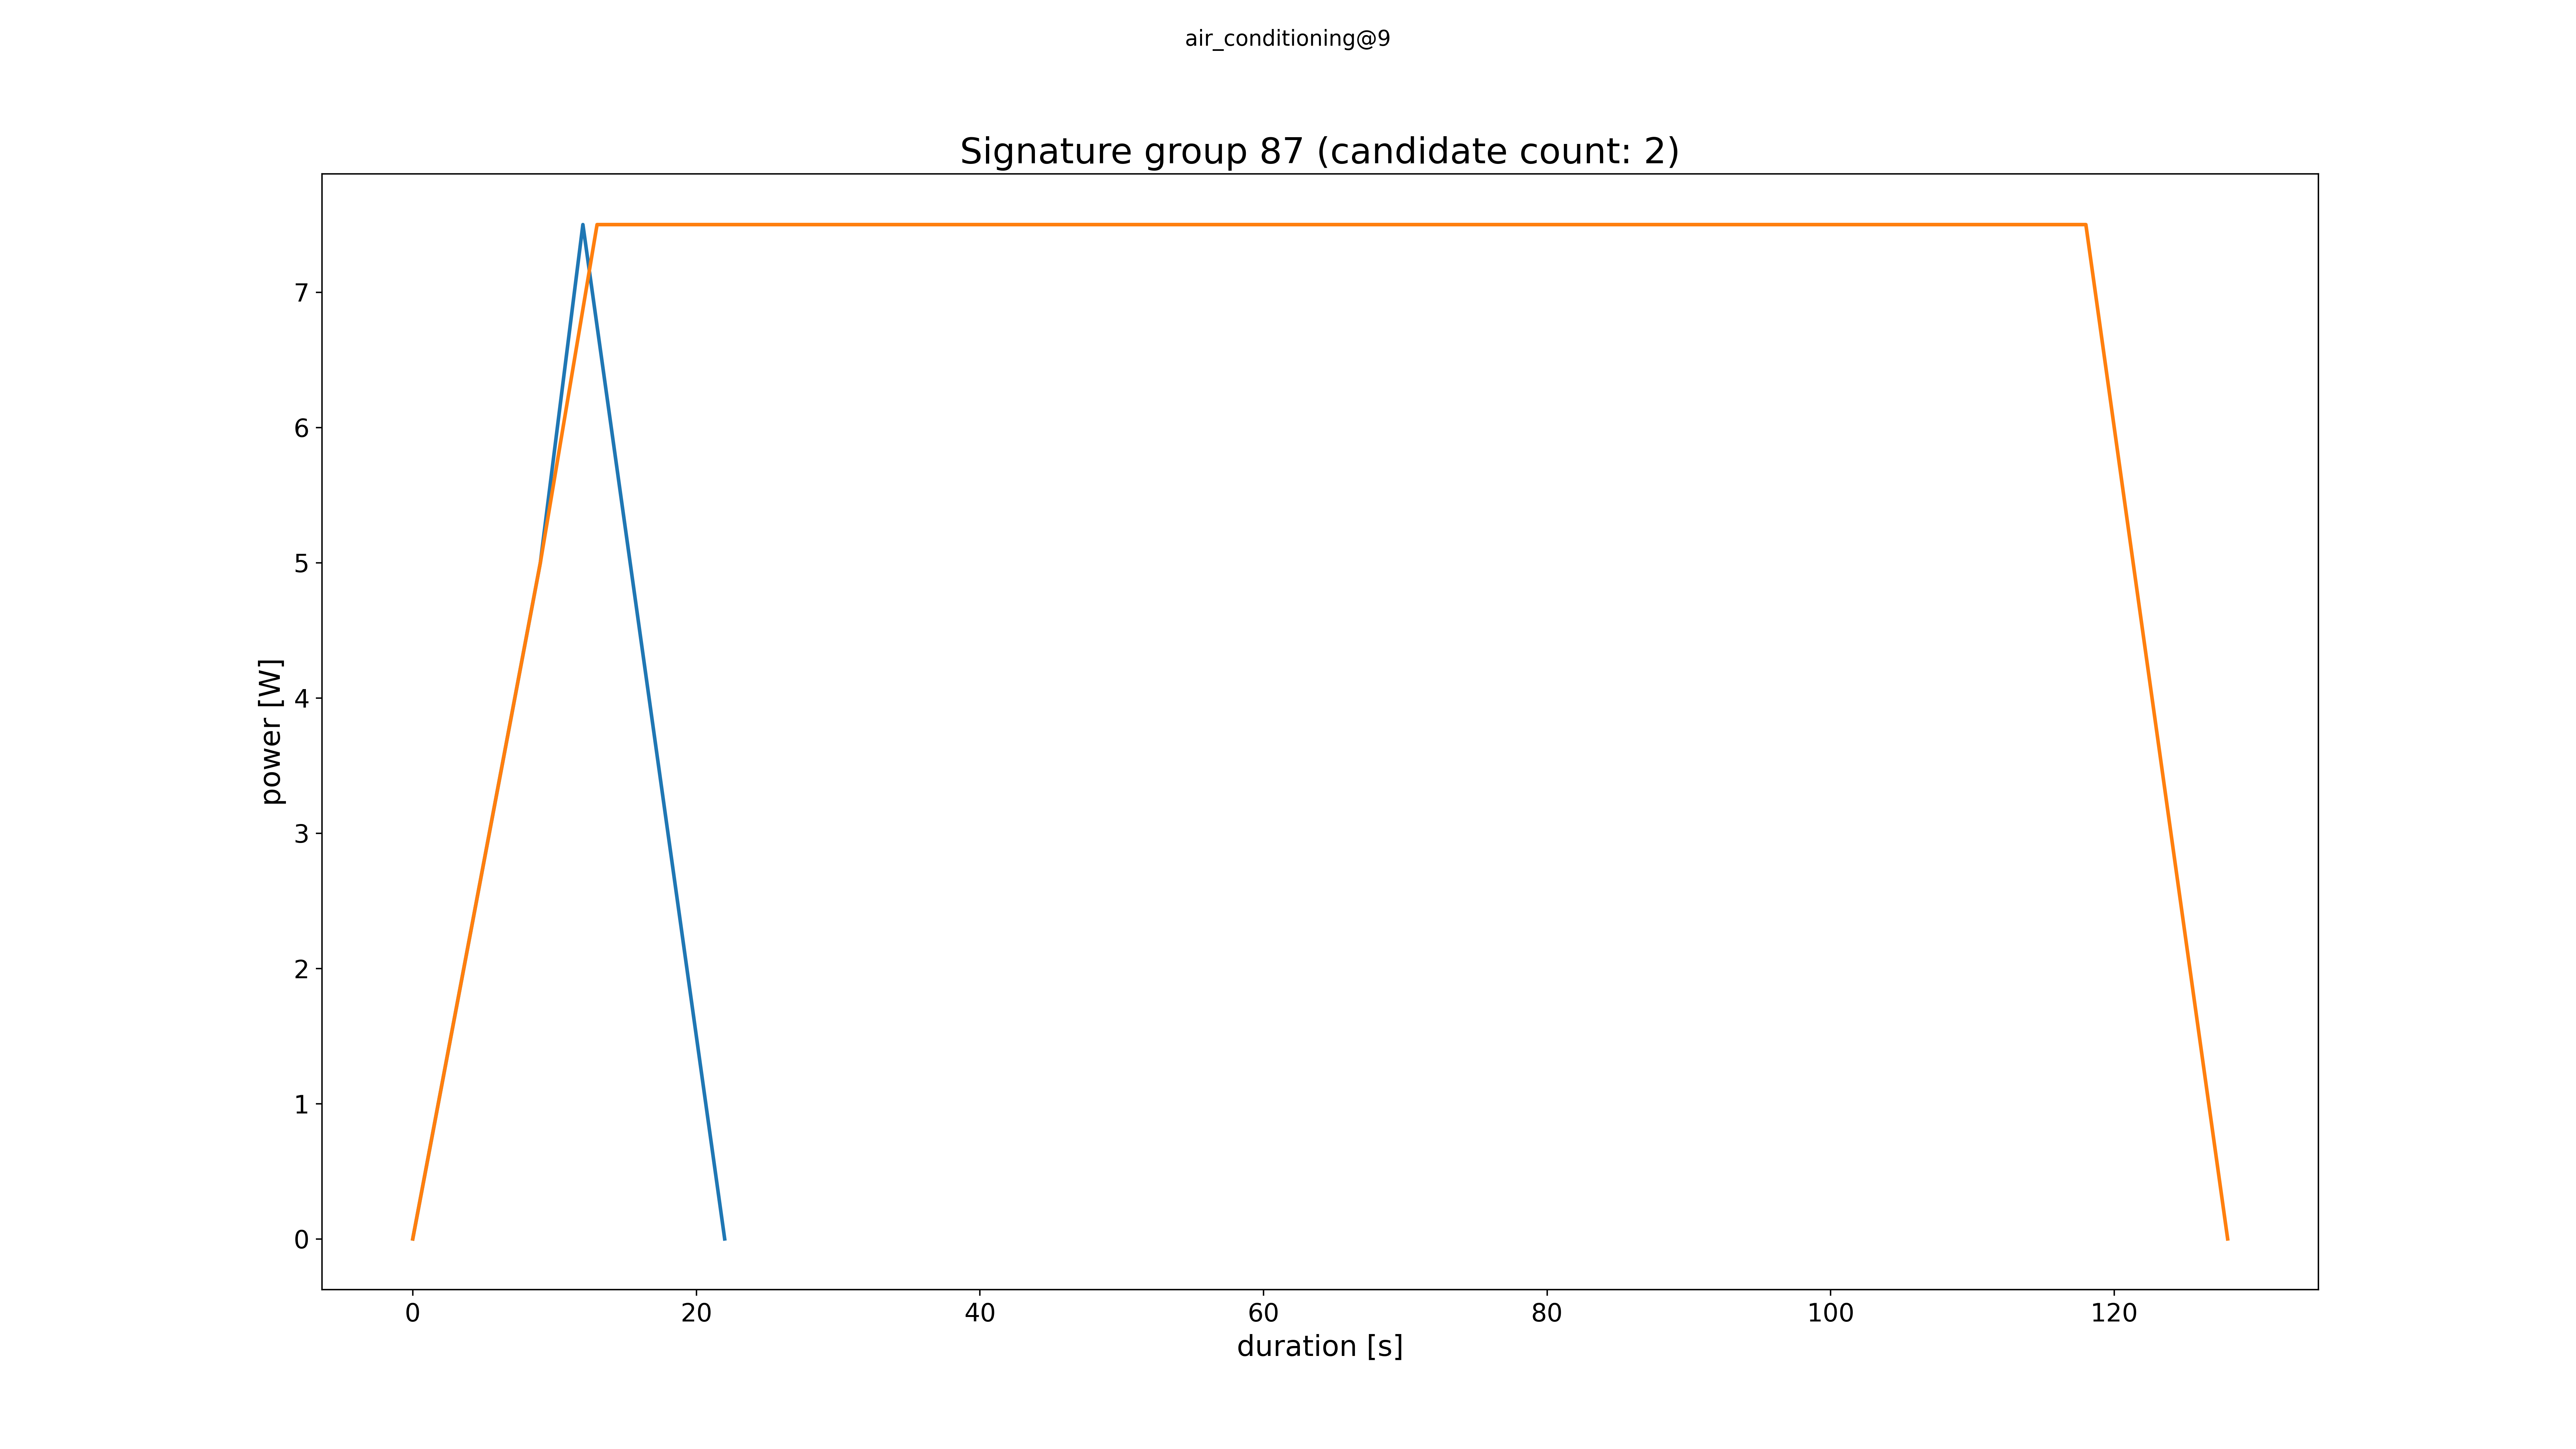 air_conditioning@9
Signature group 87 (candidate count: 2)
7
6
5
4
3
2
1
0
power [W]
0 20 40 60 80 100 120
duration [s]